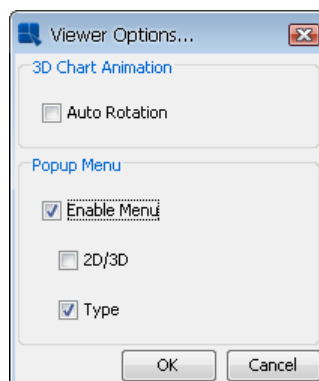 Viewer Options...
3D Chart Animation
Auto Rotation
Popup Menu
Enable Menu
2D/3D
Type
OK Cancel